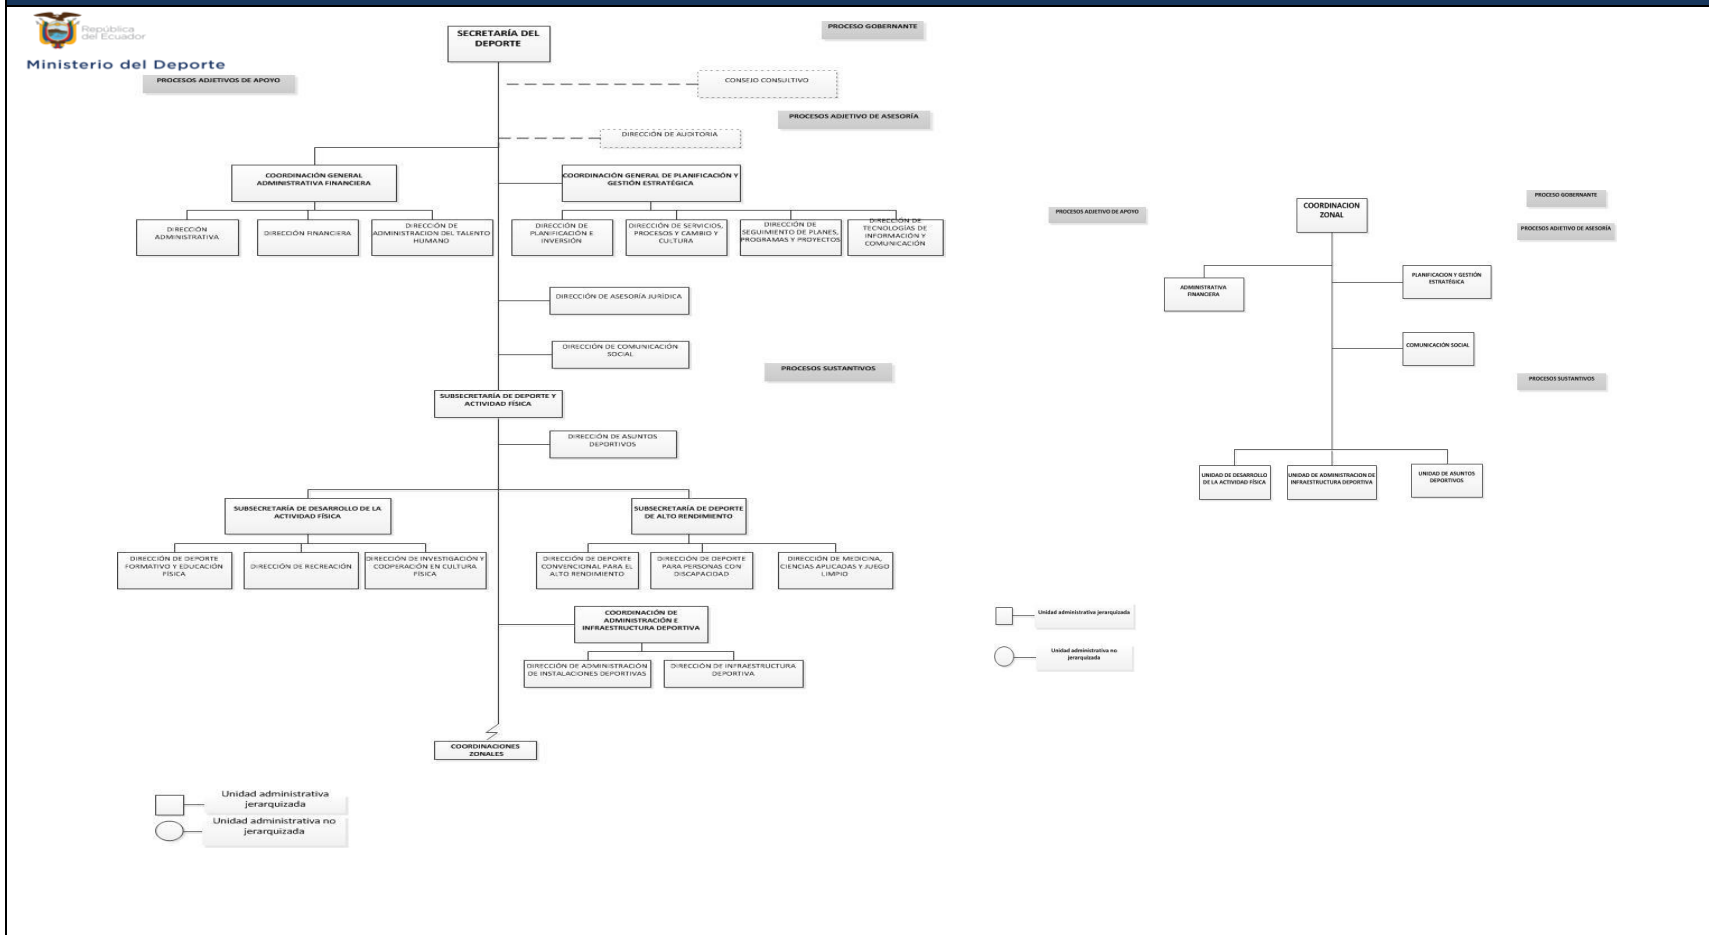 República
del Ecuador
Ministerio del Deporte
PROCESO GOBERNANTE
SECRETARÍA DEL
DEPORTE
PROCESOS ADJETIVOS DE APOYO
CONSEJO CONSULTIVO
PROCESOS ADJETIVO DE ASESORÍA
DIRECCIÓN DE AUDITORIA
COORDINACIÓN GENERAL
ADMINISTRATIVA FINANCIERA
COORDINACIÓN GENERAL DE PLANIFICACIÓN Y
GESTIÓN ESTRATÉGICA
DIRECCIÓN
ADMINISTRATIVA
DIRECCIÓN FINANCIERA
DIRECCIÓN DE
ADMINISTRACION DEL TALENTO
HUMANO
DIRECCIÓN DE
PLANIFICACIÓN E
INVERSIÓN
DIRECCIÓN DE SERVICIOS,
PROCESOS Y CAMBIO Y
CULTURA
DIRECCIÓN DE
SEGUIMIENTO DE PLANES,
PROGRAMAS Y PROYECTOS
DIRECCIÓN DE
TECNOLOGÍAS DE
INFORMACIÓN Y
COMUNICACIÓN
DIRECCIÓN DE ASESORÍA JURÍDICA
DIRECCIÓN DE COMUNICACIÓN
SOCIAL
PROCESOS SUSTANTIVOS
SUBSECRETARÍA DE DEPORTE Y
ACTIVIDAD FÍSICA
DIRECCIÓN DE ASUNTOS
DEPORTIVOS
SUBSECRETARÍA DE DESARROLLO DE LA
ACTIVIDAD FÍSICA
SUBSECRETARÍA DE DEPORTE
DE ALTO RENDIMIENTO
DIRECCIÓN DE DEPORTE
FORMATIVO Y EDUCACIÓN
FÍSICA
DIRECCIÓN DE RECREACIÓN
DIRECCIÓN DE INVESTIGACIÓN Y
COOPERACIÓN EN CULTURA
FÍSICA
DIRECCIÓN DE DEPORTE
CONVENCIONAL PARA EL
ALTO RENDIMIENTO
DIRECCIÓN DE DEPORTE
PARA PERSONAS CON
DISCAPACIDAD
DIRECCIÓN DE MEDICINA,
CIENCIAS APLICADAS Y JUEGO
LIMPIO
COORDINACIÓN DE
ADMINISTRACIÓN E
INFRAESTRUCTURA DEPORTIVA
DIRECCIÓN DE ADMINISTRACIÓN
DE INSTALACIONES DEPORTIVAS
DIRECCIÓN DE INFRAESTRUCTURA
DEPORTIVA
COORDINACIONES
ZONALES
Unidad administrativa
jerarquizada
Unidad administrativa no
jerarquizada
PROCESO GOBERNANTE
COORDINACION
ZONAL
PROCESOS ADJETIVO DE APOYO
PROCESOS ADJETIVO DE ASESORÍA
PLANIFICACION Y GESTIÓN
ESTRATÉGICA
ADMINISTRATIVA
FINANCIERA
COMUNICACIÓN SOCIAL
PROCESOS SUSTANTIVOS
UNIDAD DE DESARROLLO
DE LA ACTIVIDAD FÍSICA
UNIDAD DE ADMINISTRACION DE
INFRAESTRUCTURA DEPORTIVA
UNIDAD DE ASUNTOS
DEPORTIVOS
Unidad administrativa jerarquizada
Unidad administrativa no
jerarquizada